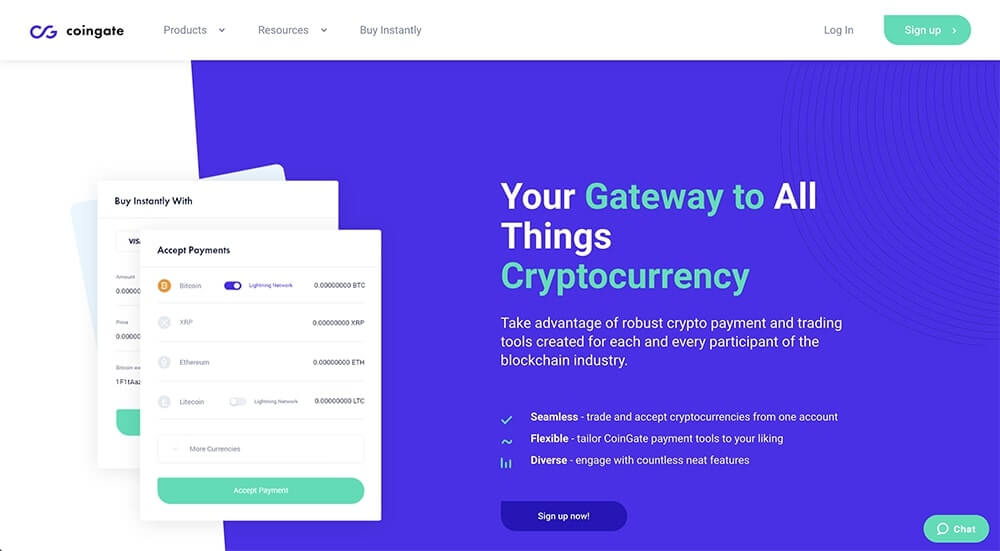 coingate
Products
Resources
Buy Instantly
Log In
Sign up
Buy Instantly With
VISA
Amount
0.0000
Price
0.0000
1F1tAaz
Accept Payments
Bitcoin
Lightning Network
0.00000000 BTC
XRP
0.00000000 XRP
Ethereum
0.00000000 ETH
Litecoin
Lightning Network
0.00000000 LTC
More Currencies
Accept Payment
Your Gateway to All
Things
Cryptocurrency
Take advantage of robust crypto payment and trading
tools created for each and every participant of the
blockchain industry.
Seamless - trade and accept cryptocurrencies from one account
Flexible - tailor CoinGate payment tools to your liking
Diverse - engage with countless neat features
Sign up now!
Chat